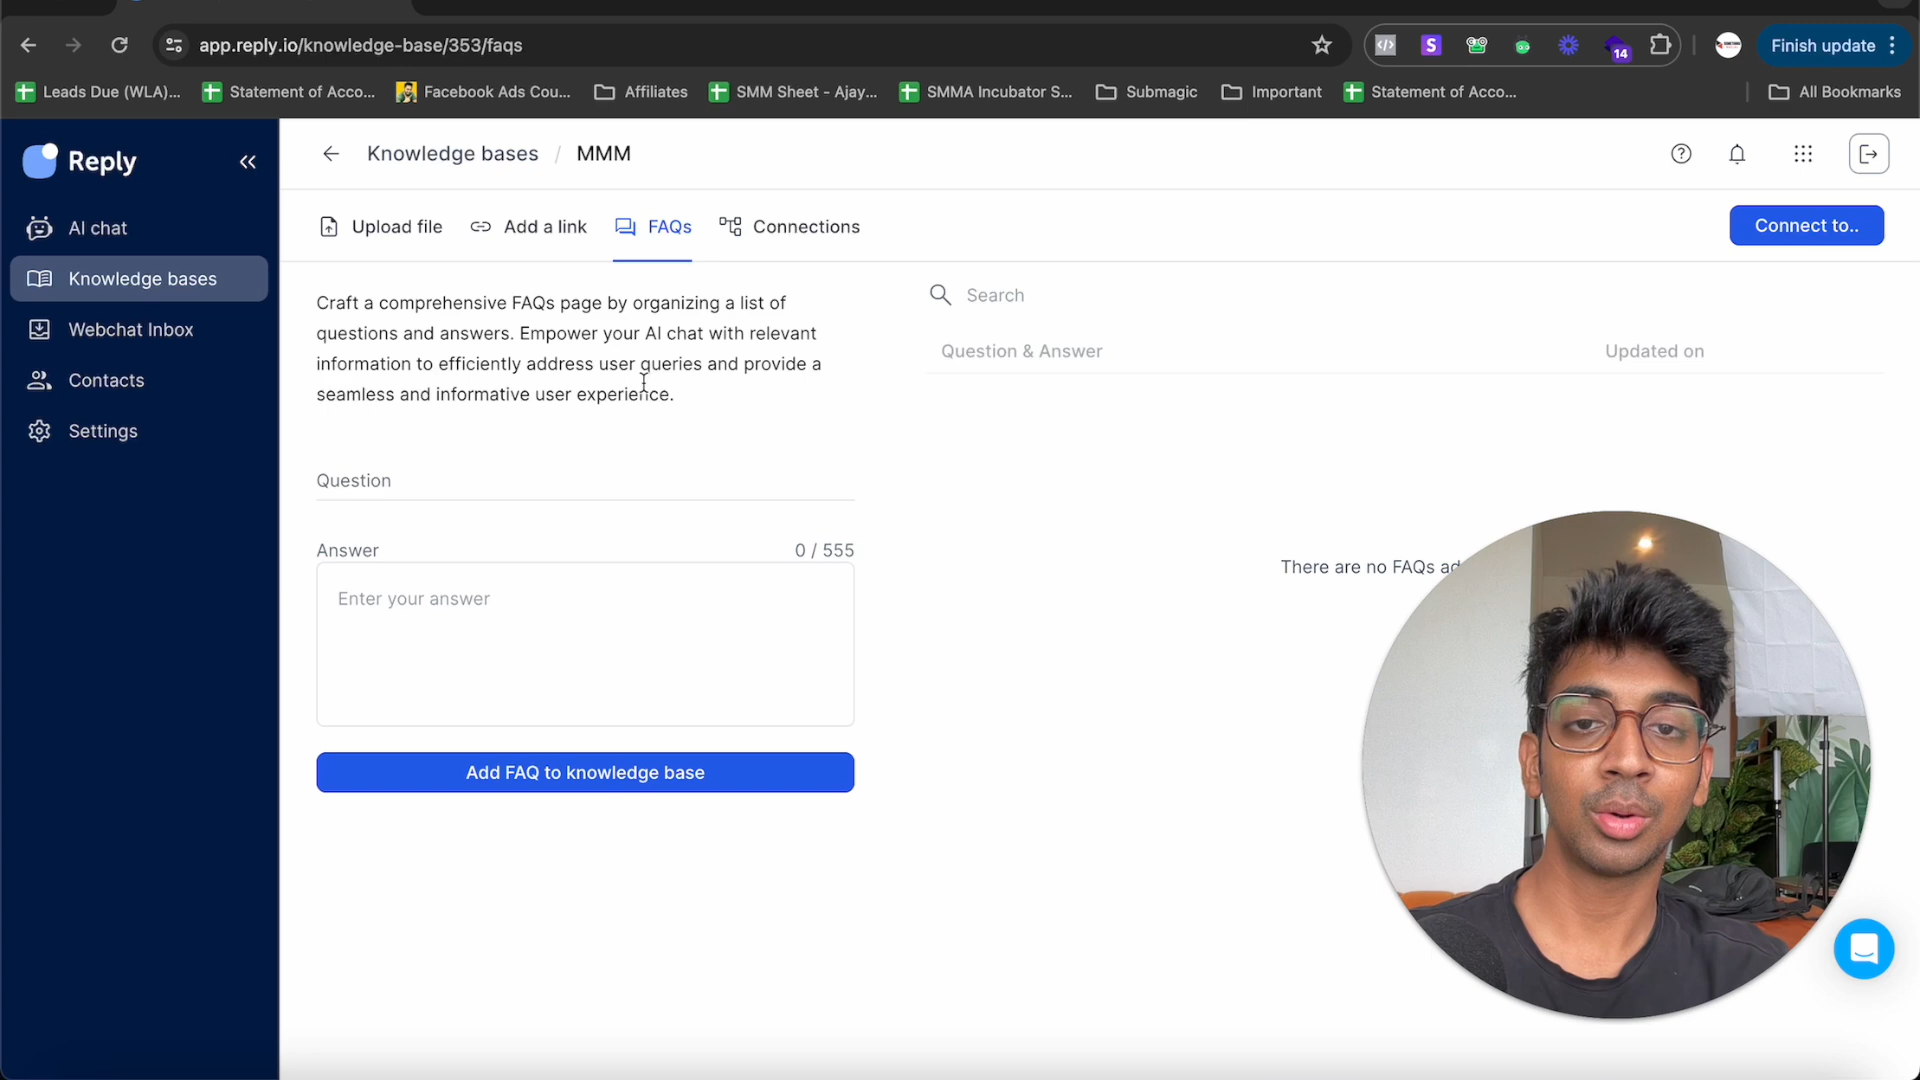 app.reply.io/knowledge-base/353/faqs
14
Finish update
Leads Due (WLA)...
Statement of Acco...
Facebook Ads Cou...
Affiliates
SMM Sheet - Ajay,...
SMMA Incubator S...
Submagic
Important
Statement of Acco...
All Bookmarks
Reply
Knowledge bases / MMM
AI chat
Knowledge bases
Webchat Inbox
Contacts
Settings
Upload file
Add a link
FAQs
Connections
Connect to..
Craft a comprehensive FAQs page by organizing a list of
questions and answers. Empower your AI chat with relevant
information to efficiently address user queries and provide a
seamless and informative user experience.
Question
Answer
0 / 555
Enter your answer
Add FAQ to knowledge base
Search
Question & Answer
Updated on
There are no FAQs ad